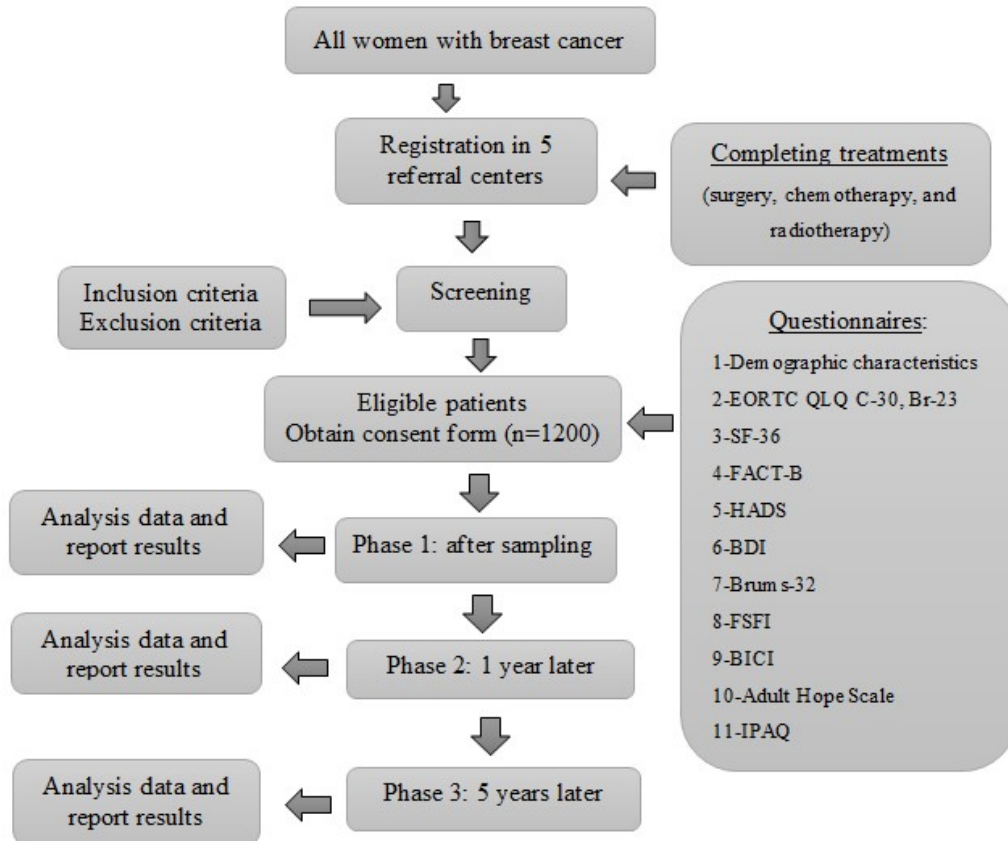 All women with breast cancer
Registration in 5
referral centers
Completing treatments
(surgery, chemotherapy, and
radiotherapy)
Inclusion criteria
Exclusion criteria
Screening
Eligible patients
Obtain consent form (n=1200)
Questionnaires:
1-Demographic characteristics
2-EORTC QLQ C-30, Br-23
3-SF-36
4-FACT-B
5-HADS
6-BDI
7-Brums-32
8-FSFI
9-BICI
10-Adult Hope Scale
11-IPAQ
Analysis data and
report results
Phase 1: after sampling
Analysis data and
report results
Phase 2: 1 year later
Analysis data and
report results
Phase 3: 5 years later